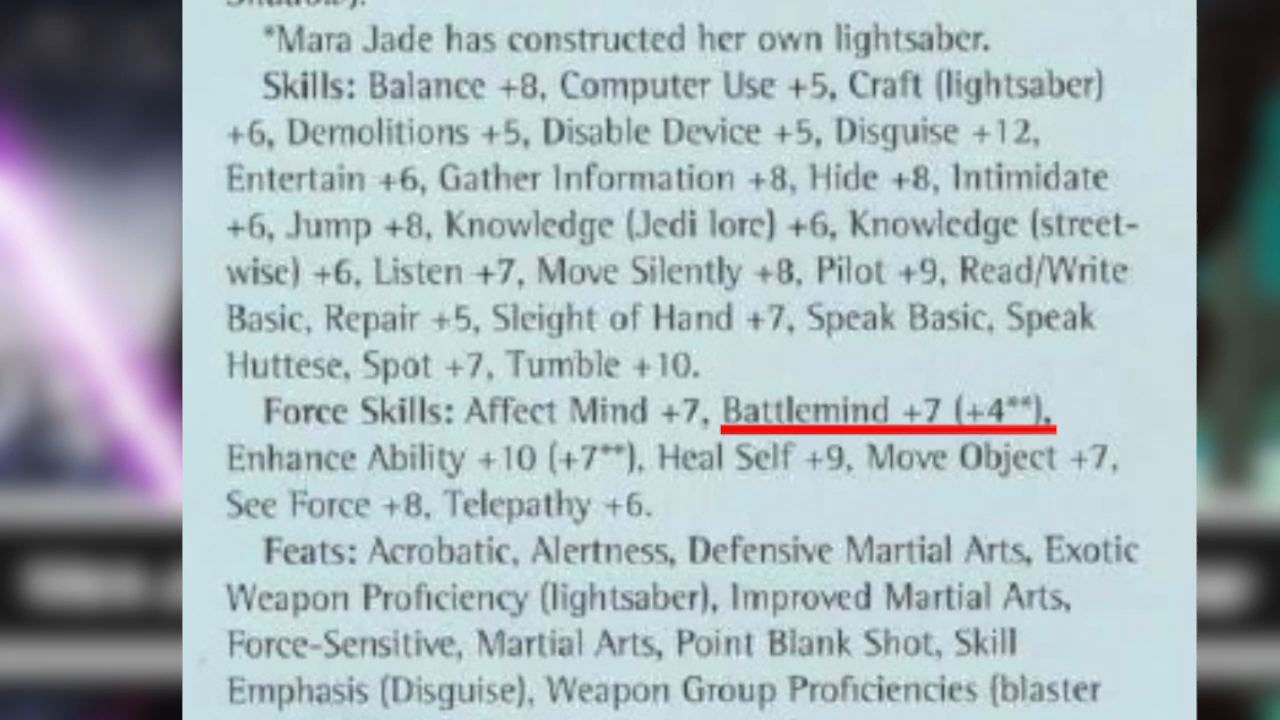 *Mara Jade has constructed her own lightsaber.
Skills: Balance +8, Computer Use +5, Craft (lightsaber)
+6, Demolitions +5, Disable Device +5, Disguise +12,
Entertain +6, Gather Information +8, Hide +8, Intimidate
+6, Jump +8, Knowledge (Jedi lore) +6, Knowledge (street-
wise) +6, Listen +7, Move Silently +8, Pilot +9, Read/Write
Basic, Repair +5, Sleight of Hand +7, Speak Basic, Speak
Huttese, Spot +7, Tumble +10.
Force Skills: Affect Mind +7, Battlemind +7 (+4**),
Enhance Ability +10 (+7**), Heal Self +9, Move Object +7,
See Force +8, Telepathy +6.
Feats: Acrobatic, Alertness, Defensive Martial Arts, Exotic
Weapon Proficiency (lightsaber), Improved Martial Arts,
Force-Sensitive, Martial Arts, Point Blank Shot, Skill
Emphasis (Disguise), Weapon Group Proficiencies (blaster